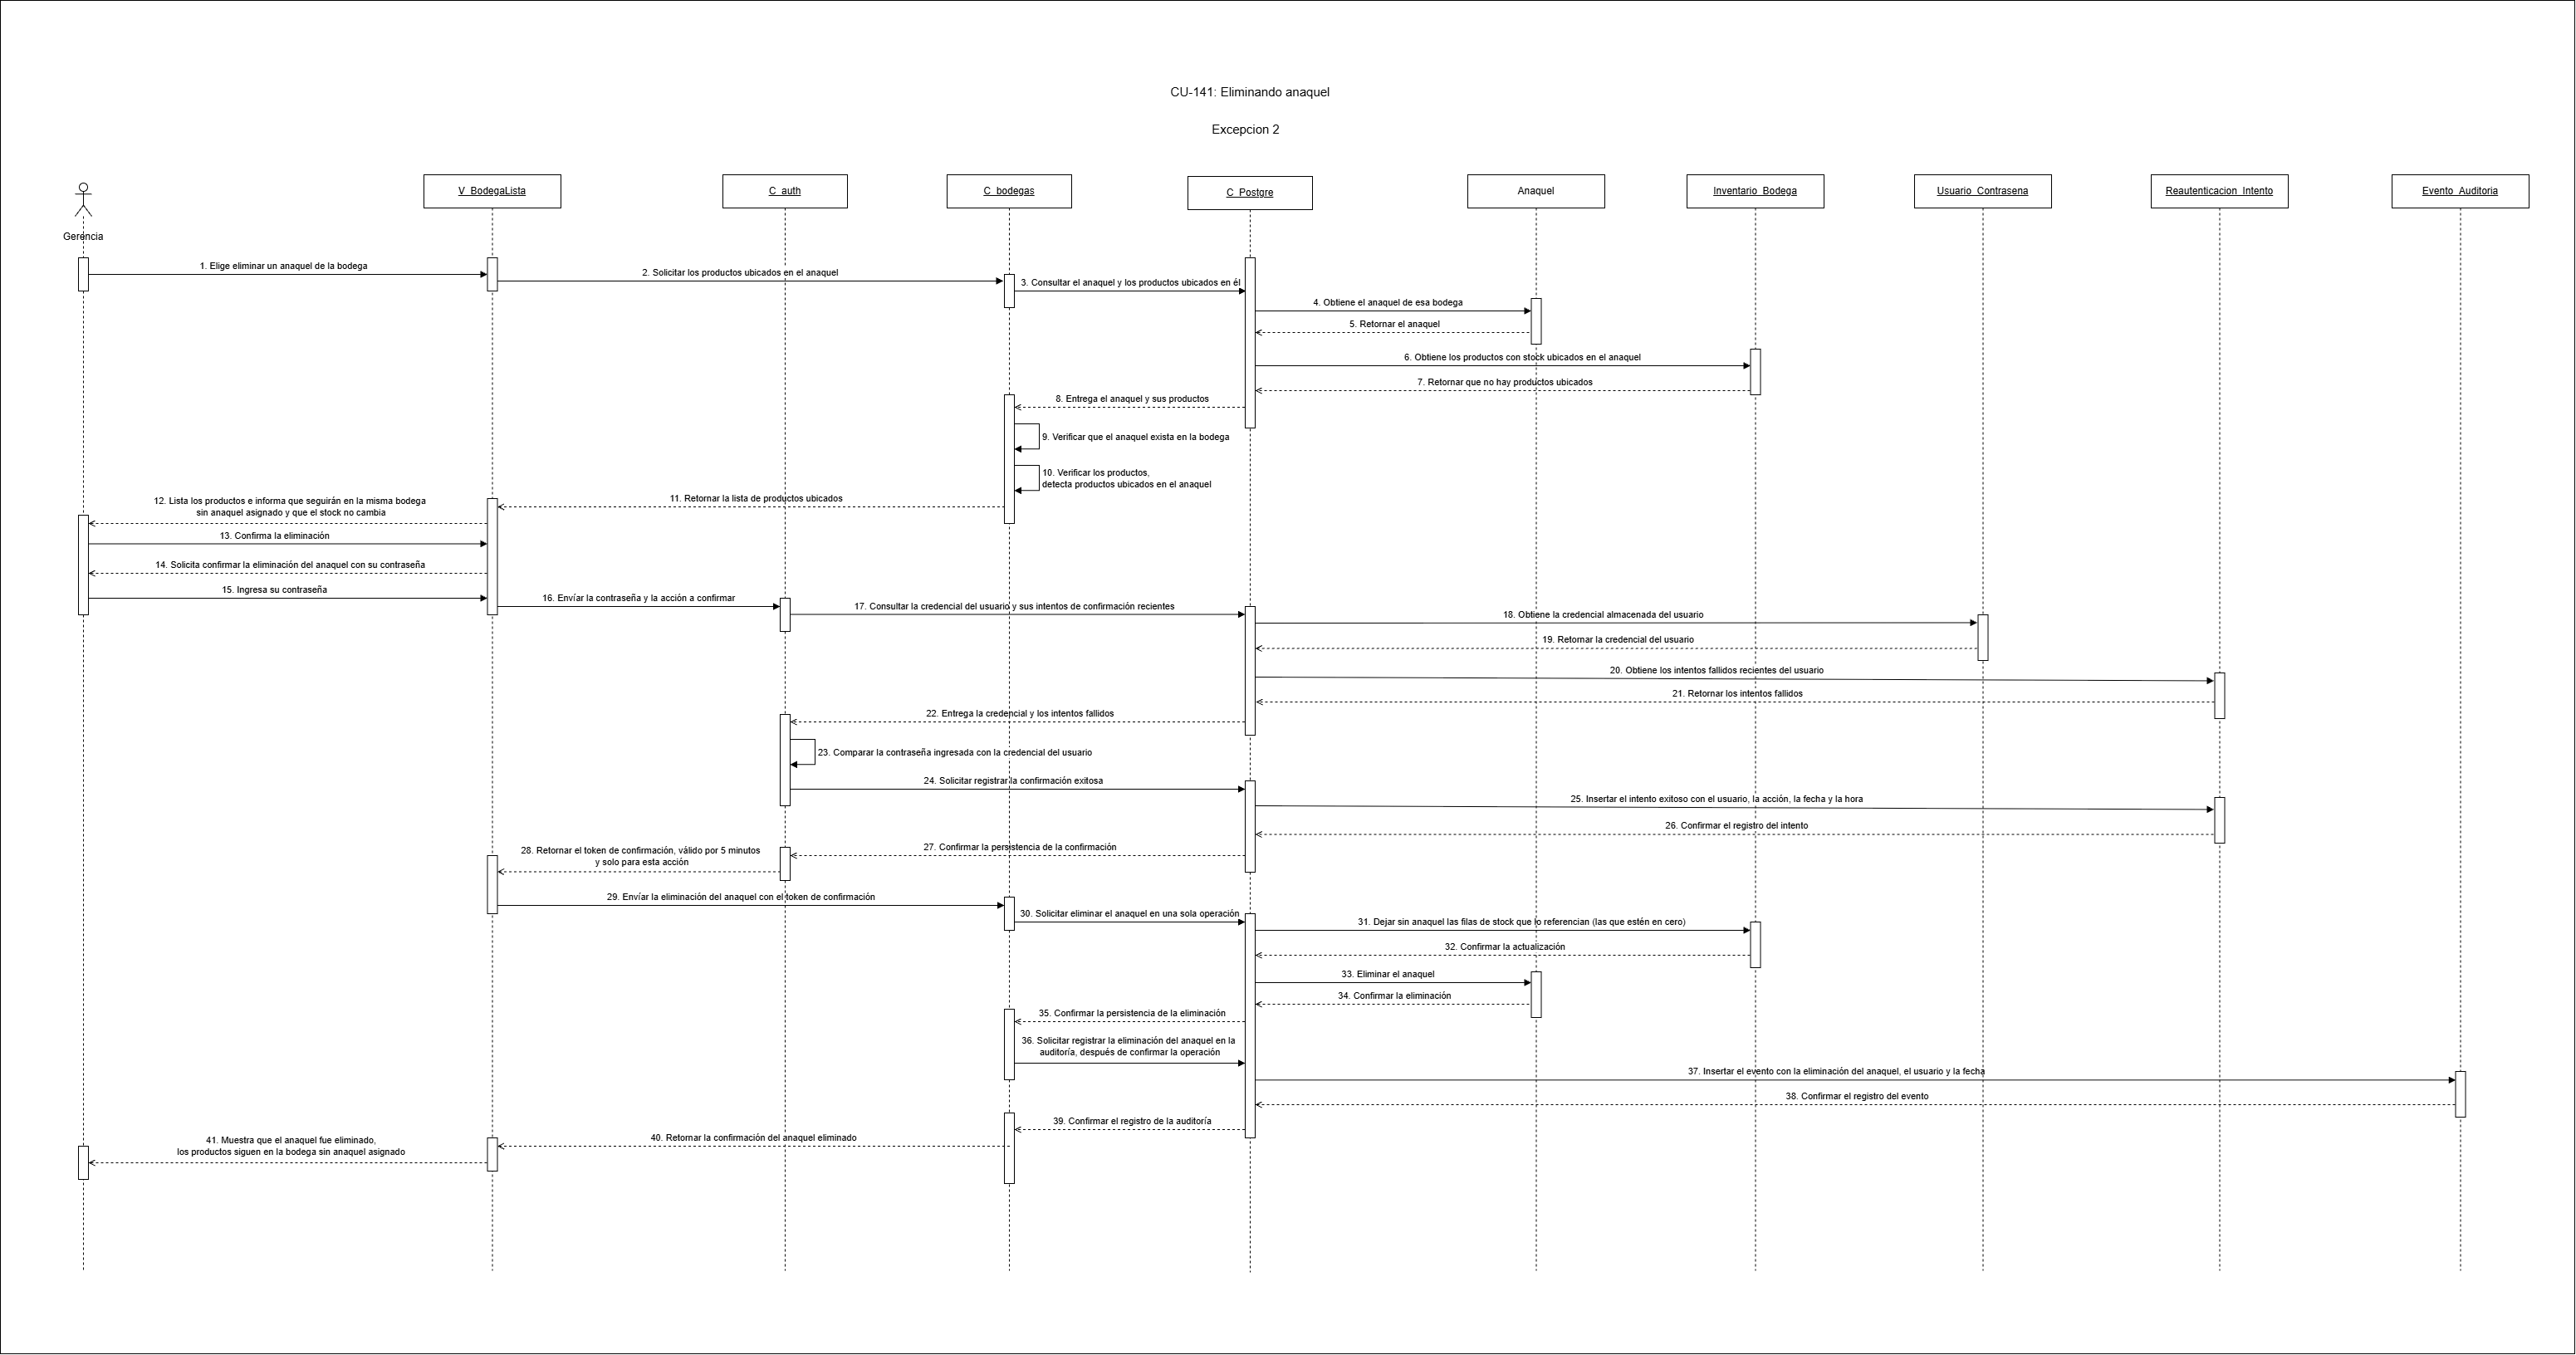 CU-141: Eliminando anaquel
Excepcion 2
Gerencia
V_BodegaLista
C_auth
C_bodegas
C_Postgre
Anaquel
Inventario_Bodega
Usuario_Contrasena
Reautenticacion_Intento
Evento_Auditoria
1. Elige eliminar un anaquel de la bodega
2. Solicitar los productos ubicados en el anaquel
3. Consultar el anaquel y los productos ubicados en él
4. Obtiene el anaquel de esa bodega
5. Retornar el anaquel
6. Obtiene los productos con stock ubicados en el anaquel
7. Retornar que no hay productos ubicados
8. Entrega el anaquel y sus productos
9. Verificar que el anaquel exista en la bodega
10. Verificar los productos,
detecta productos ubicados en el anaquel
11. Retornar la lista de productos ubicados
12. Lista los productos e informa que seguirán en la misma bodega
sin anaquel asignado y que el stock no cambia
13. Confirma la eliminación
14. Solicita confirmar la eliminación del anaquel con su contraseña
15. Ingresa su contraseña
16. Envíar la contraseña y la acción a confirmar
17. Consultar la credencial del usuario y sus intentos de confirmación recientes
18. Obtiene la credencial almacenada del usuario
19. Retornar la credencial del usuario
20. Obtiene los intentos fallidos recientes del usuario
21. Retornar los intentos fallidos
22. Entrega la credencial y los intentos fallidos
23. Comparar la contraseña ingresada con la credencial del usuario
24. Solicitar registrar la confirmación exitosa
25. Insertar el intento exitoso con el usuario, la acción, la fecha y la hora
26. Confirmar el registro del intento
27. Confirmar la persistencia de la confirmación
28. Retornar el token de confirmación, válido por 5 minutos
y solo para esta acción
29. Envíar la eliminación del anaquel con el token de confirmación
30. Solicitar eliminar el anaquel en una sola operación
31. Dejar sin anaquel las filas de stock que lo referencian (las que estén en cero)
32. Confirmar la actualización
33. Eliminar el anaquel
34. Confirmar la eliminación
35. Confirmar la persistencia de la eliminación
36. Solicitar registrar la eliminación del anaquel en la
auditoría, después de confirmar la operación
37. Insertar el evento con la eliminación del anaquel, el usuario y la fecha
38. Confirmar el registro del evento
39. Confirmar el registro de la auditoría
40. Retornar la confirmación del anaquel eliminado
41. Muestra que el anaquel fue eliminado,
los productos siguen en la bodega sin anaquel asignado